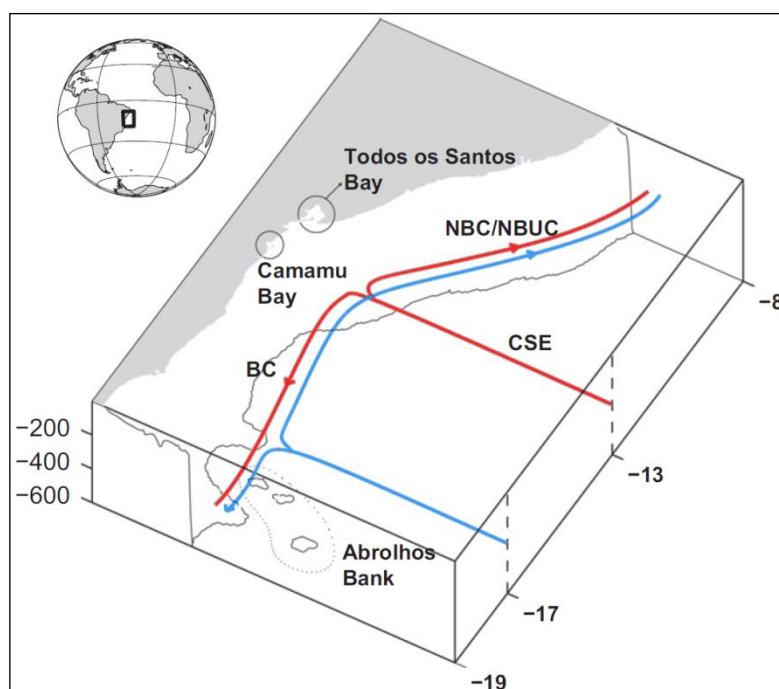 Todos os Santos
Bay
NBC/NBUC
Camamu
Bay
−8
CSE
BC
−200
−400
−600
−13
Abrolhos
Bank
−17
−19